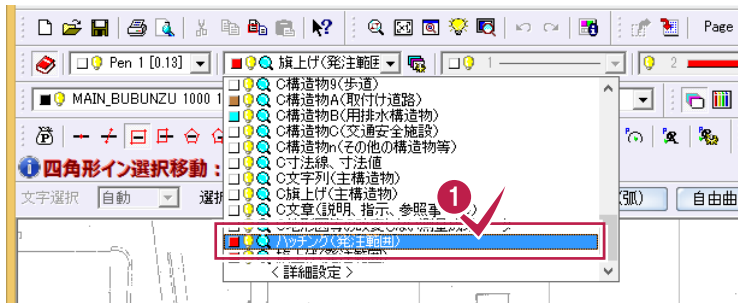 Page
Pen 1 [0.13] 旗上げ(発注範囲 1 2
MAIN_BUBUNZU 1000 1
C構造物9(歩道)
C構造物A(取付け道路)
C構造物B(用排水構造物)
C構造物C(交通安全施設)
C構造物n(その他の構造物等)
C寸法線、寸法値
C文字列(主構造物)
C旗上げ(主構造物)
C文章(説明、指示、参照事
ハッチング(発注範囲)
<詳細設定>
四角形イン選択移動:
文字選択 自動 選択
自由曲
1